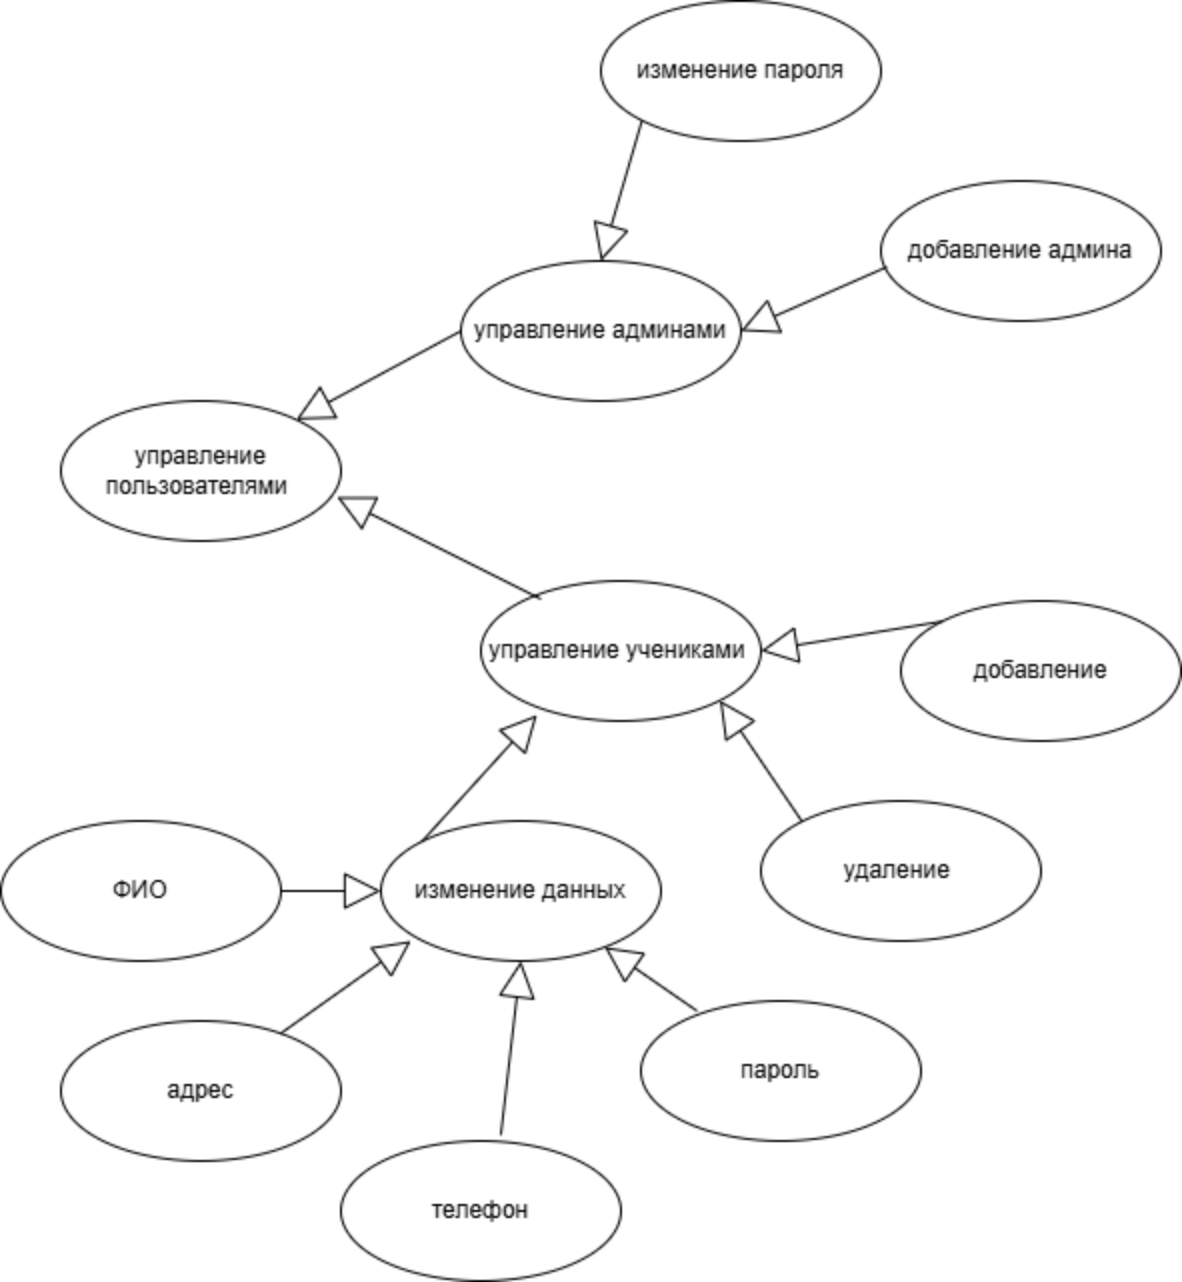 изменение пароля
добавление админа
управление админами
управление
пользователями
управление учениками
добавление
удаление
ФИО
изменение данных
адрес
пароль
телефон